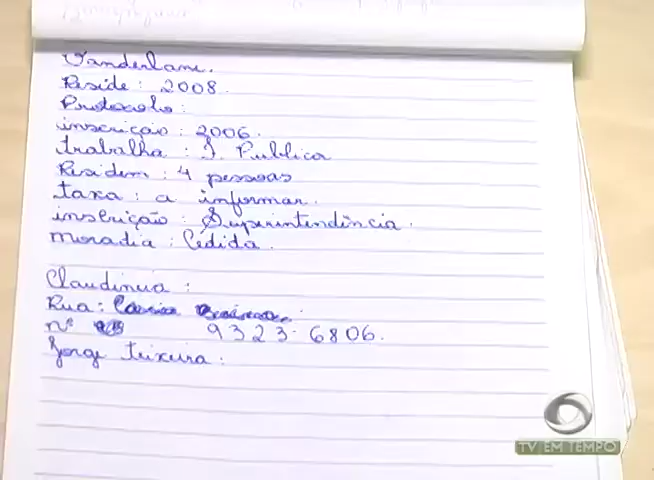 Vanderlane.
Reside: 2008.
Protocolo:
inscrição: 2006.
trabalha: S. Publica
Residem: 4 pessoas
taxa: a informar.
inscrição: Superintendência.
moradia: Cedida.
Claudineia:
Rua:
nº 9323-6806.
Jorge Teixeira:
TV EM TEMPO